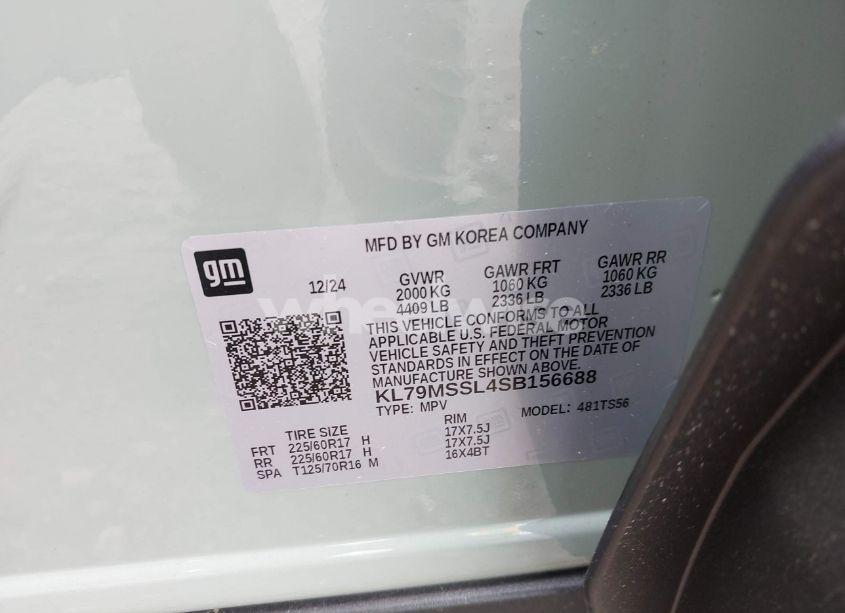 MFD BY GM KOREA COMPANY
gm
12/24
GVWR GAWR FRT GAWR RR
2000 KG 1060 KG 1060 KG
4409 LB 2336 LB 2336 LB
THIS VEHICLE CONFORMS TO ALL
APPLICABLE U.S. FEDERAL MOTOR
VEHICLE SAFETY AND THEFT PREVENTION
STANDARDS IN EFFECT ON THE DATE OF
MANUFACTURE SHOWN ABOVE.
KL79MSSL4SB156688
TYPE: MPV MODEL: 481TS56
TIRE SIZE RIM
FRT 225/60R17 H 17X7.5J
RR 225/60R17 H 17X7.5J
SPA T125/70R16 M 16X4BT